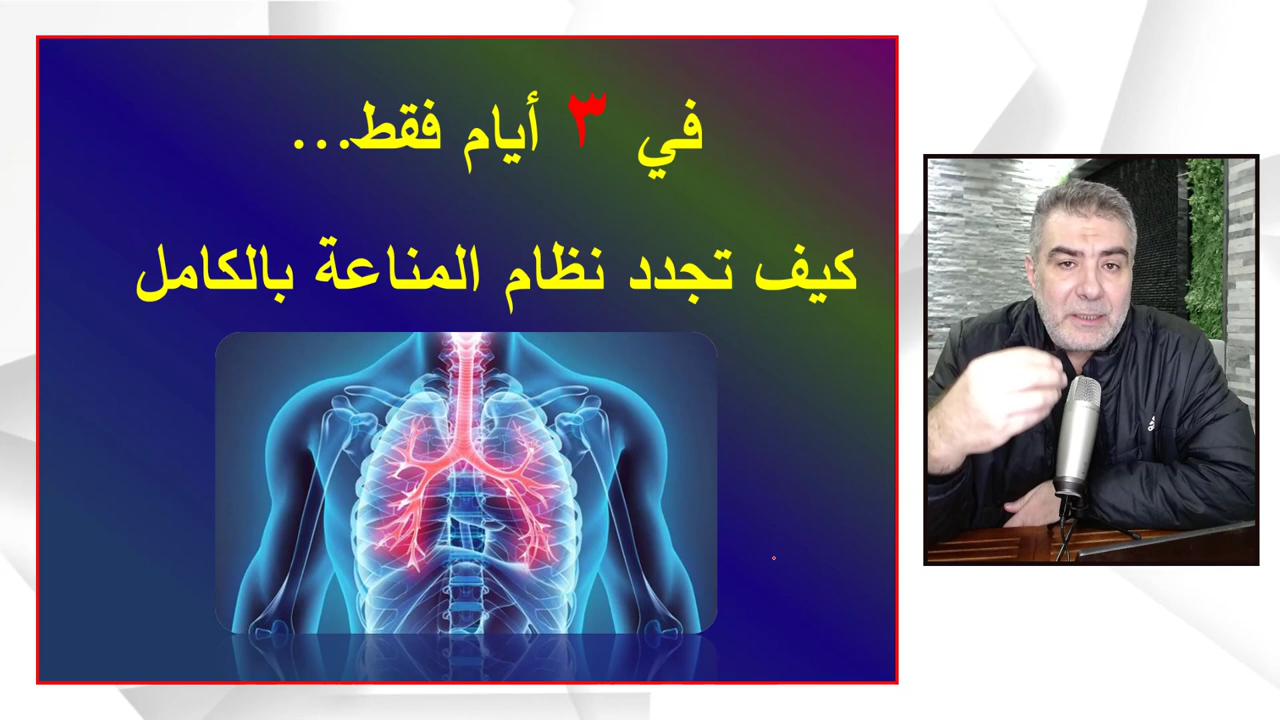 في ٣ أيام فقط...
كيف تجدد نظام المناعة بالكامل